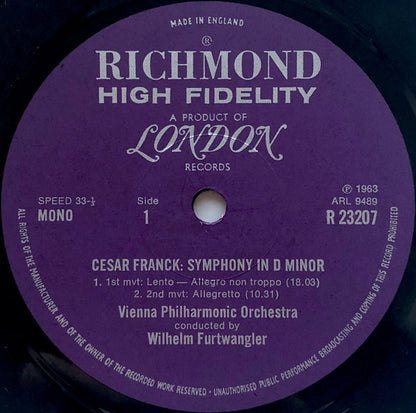 MADE IN ENGLAND
®
RICHMOND
HIGH FIDELITY
A PRODUCT OF
LONDON
RECORDS
SPEED 33-⅓
MONO
Side
1
℗ 1963
ARL 9489
R 23207
CESAR FRANCK: SYMPHONY IN D MINOR
1. 1st mvt: Lento — Allegro non troppo (18.03)
2. 2nd mvt: Allegretto (10.31)
Vienna Philharmonic Orchestra
conducted by
Wilhelm Furtwangler
ALL RIGHTS OF THE MANUFACTURER AND OF THE OWNER OF THE RECORDED WORK RESERVED · UNAUTHORISED PUBLIC PERFORMANCE BROADCASTING AND COPYING OF THIS RECORD PROHIBITED